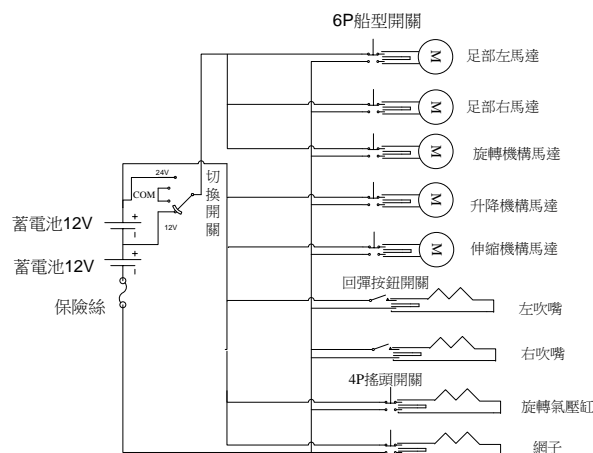 6P船型開關
足部左馬達
M
足部右馬達
M
旋轉機構馬達
M
24V
切換開關
COM
12V
升降機構馬達
M
蓄電池12V
+
-
伸縮機構馬達
M
蓄電池12V
+
-
回彈按鈕開關
保險絲
左吹嘴
右吹嘴
4P搖頭開關
旋轉氣壓缸
網子